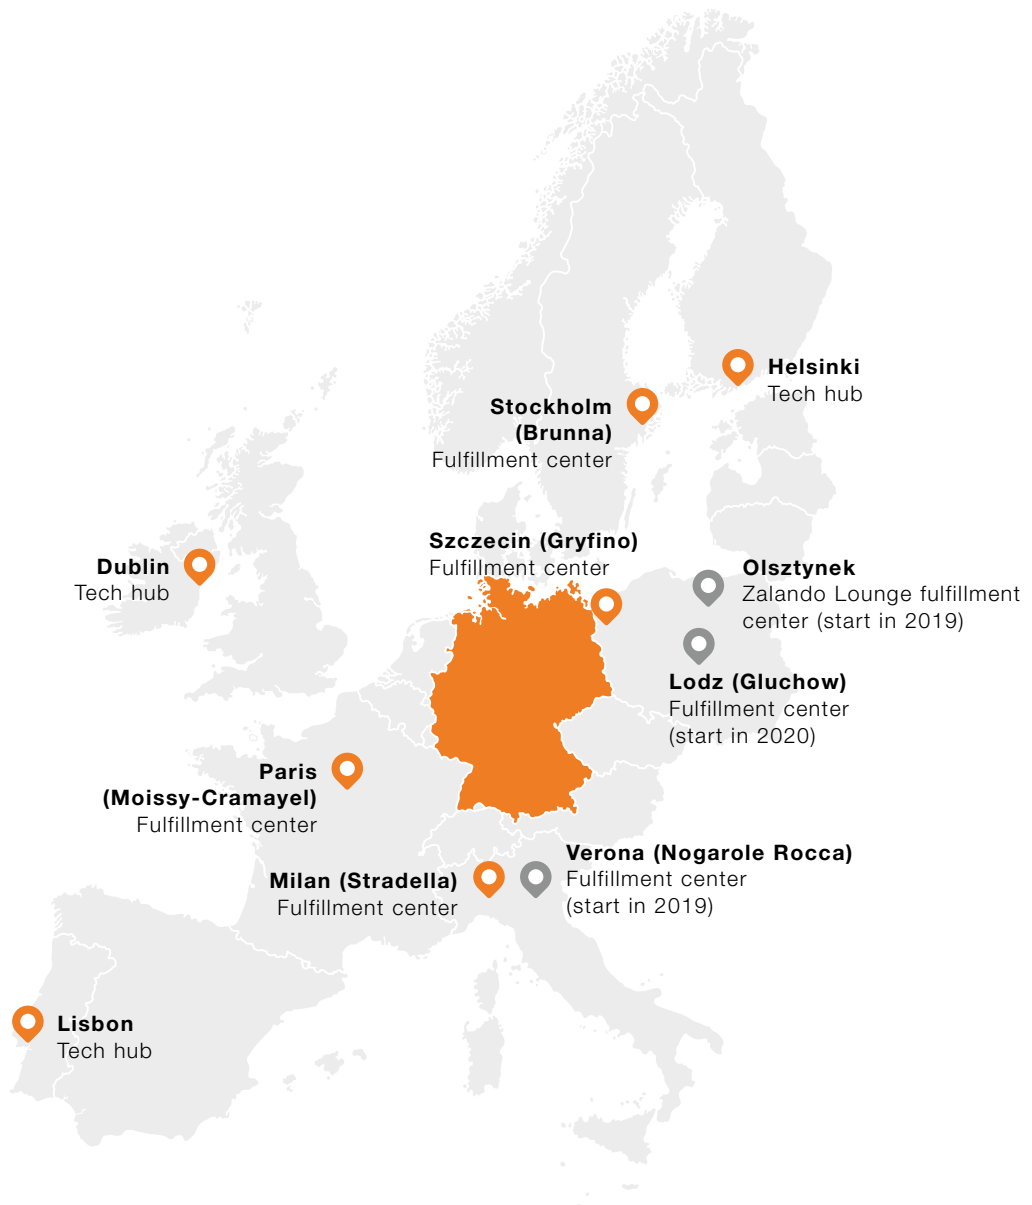 Helsinki
Tech hub
Stockholm
(Brunna)
Fulfillment center
Szczecin (Gryfino)
Fulfillment center
Dublin
Tech hub
Olsztynek
Zalando Lounge fulfillment
center (start in 2019)
Lodz (Gluchow)
Fulfillment center
(start in 2020)
Paris
(Moissy-Cramayel)
Fulfillment center
Verona (Nogarole Rocca)
Fulfillment center
(start in 2019)
Milan (Stradella)
Fulfillment center
Lisbon
Tech hub